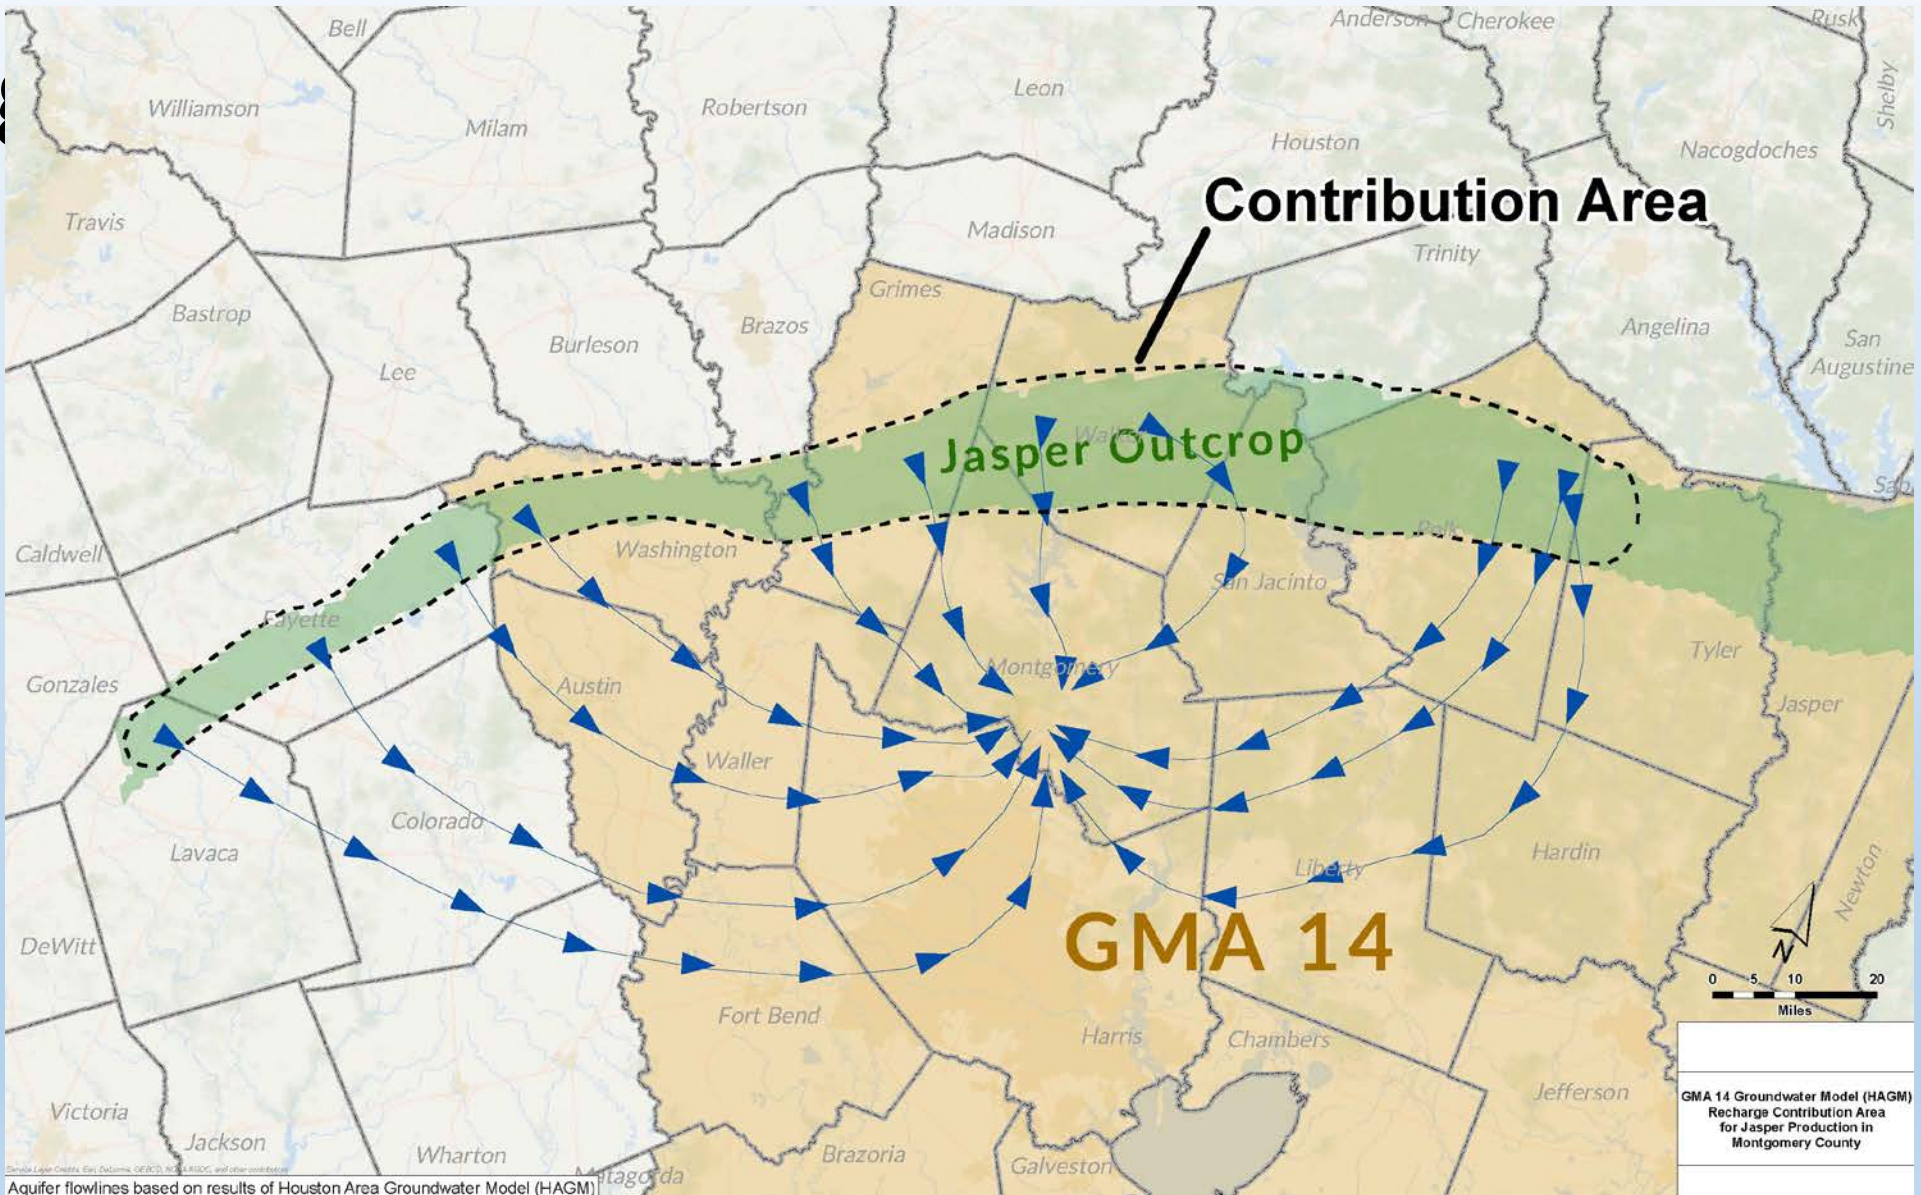 Bell
Anderson
Cherokee
Rusk
Williamson
Milam
Robertson
Leon
Shelby
Houston
Nacogdoches
Contribution Area
Travis
Madison
Trinity
Bastrop
Grimes
Brazos
Burleson
Lee
Angelina
San
Augustine
Walker
Jasper Outcrop
Caldwell
Washington
Polk
San Jacinto
Fayette
Gonzales
Austin
Montgomery
Tyler
Jasper
Waller
Colorado
Lavaca
Liberty
Hardin
Newton
GMA 14
DeWitt
N
0 5 10 20
Miles
Fort Bend
Harris
Chambers
Jefferson
GMA 14 Groundwater Model (HAGM)
Recharge Contribution Area
for Jasper Production in
Montgomery County
Victoria
Jackson
Wharton
Brazoria
Galveston
Matagorda
Aquifer flowlines based on results of Houston Area Groundwater Model (HAGM)